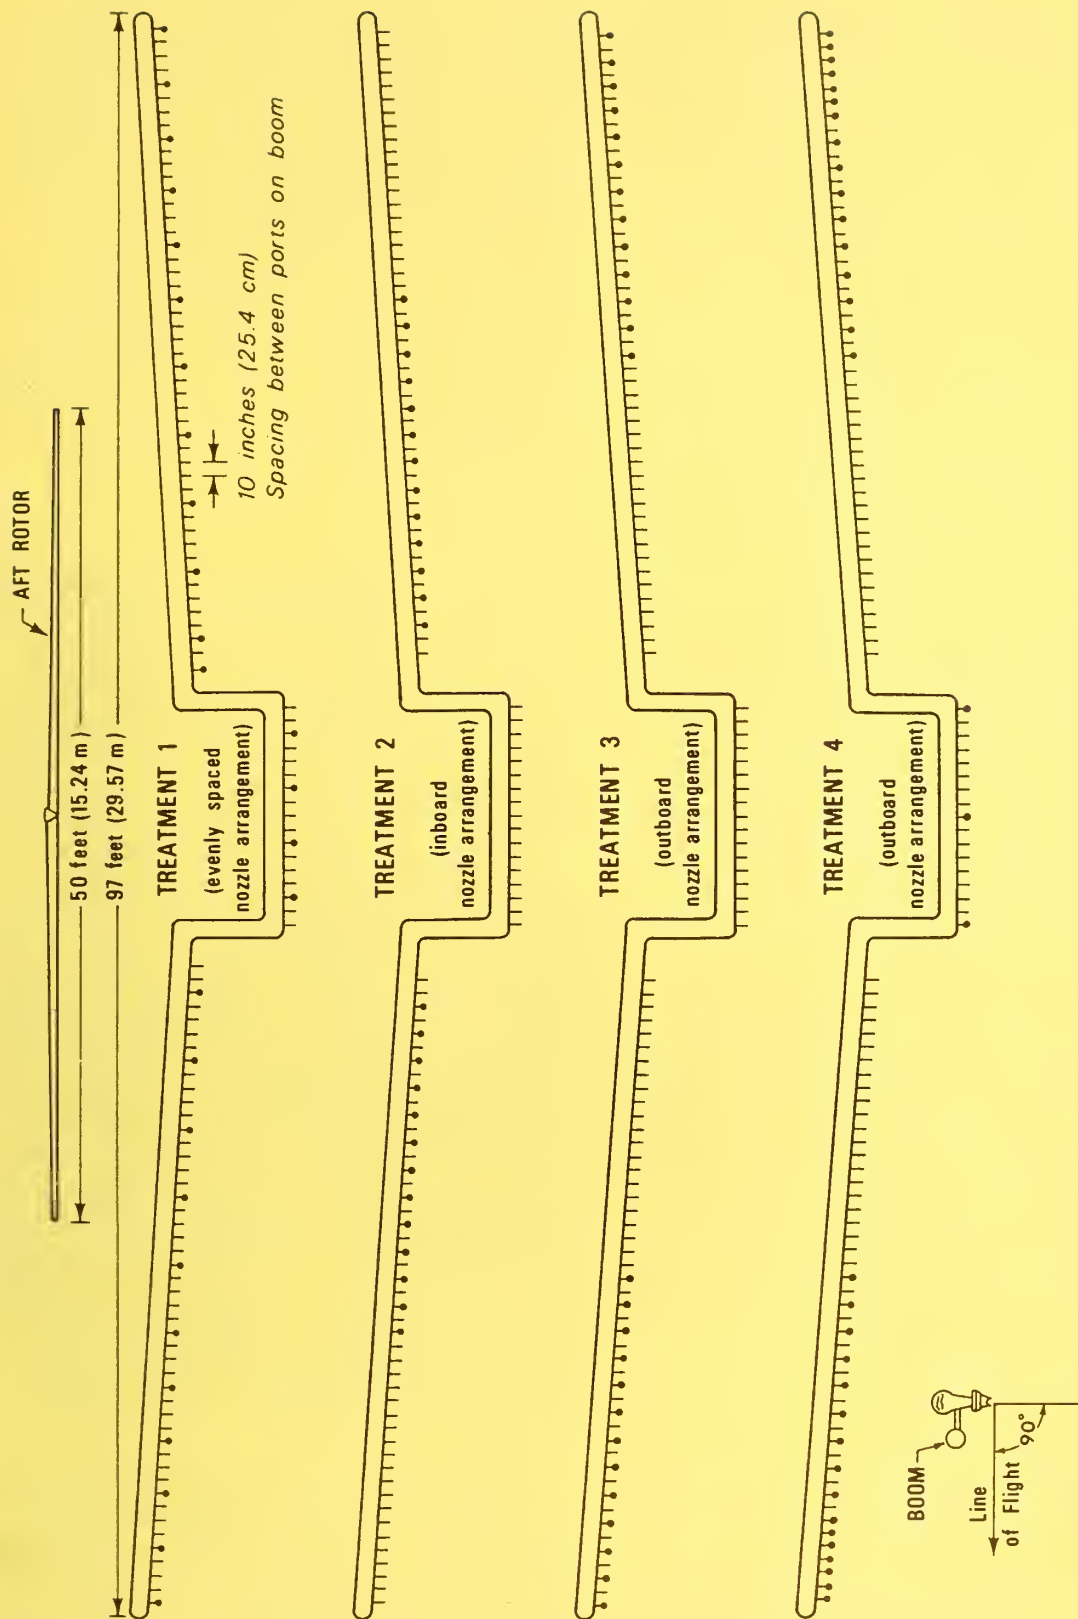 AFT ROTOR
50 feet (15.24 m)
97 feet (29.57 m)
TREATMENT 1
(evenly spaced
nozzle arrangement)
10 inches (25.4 cm)
Spacing between ports on boom
TREATMENT 2
(inboard
nozzle arrangement)
TREATMENT 3
(outboard
nozzle arrangement)
TREATMENT 4
(outboard
nozzle arrangement)
BOOM
Line
of Flight
90°